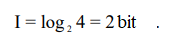 I = log₂ 4 = 2 bit .